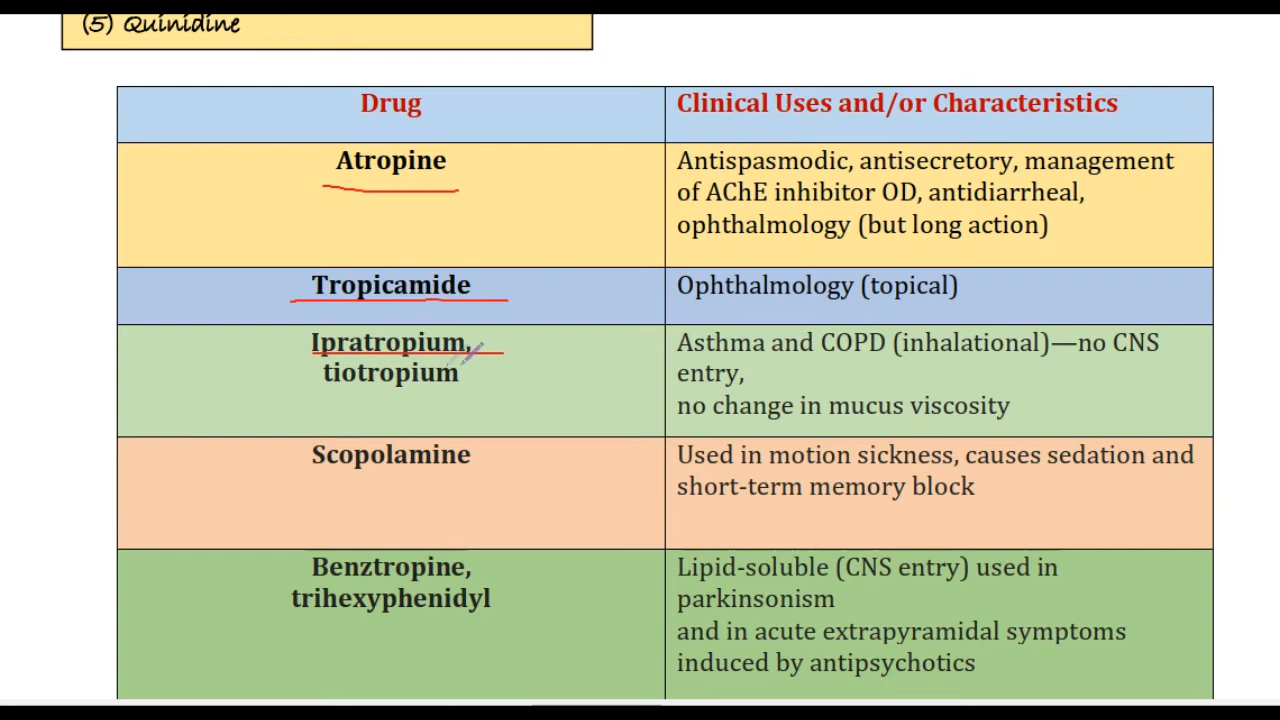 (5) Quinidine
Drug
Clinical Uses and/or Characteristics
Atropine
Antispasmodic, antisecretory, management
of AChE inhibitor OD, antidiarrheal,
ophthalmology (but long action)
Tropicamide
Ophthalmology (topical)
Ipratropium,
tiotropium
Asthma and COPD (inhalational)—no CNS
entry,
no change in mucus viscosity
Scopolamine
Used in motion sickness, causes sedation and
short-term memory block
Benztropine,
trihexyphenidyl
Lipid-soluble (CNS entry) used in
parkinsonism
and in acute extrapyramidal symptoms
induced by antipsychotics